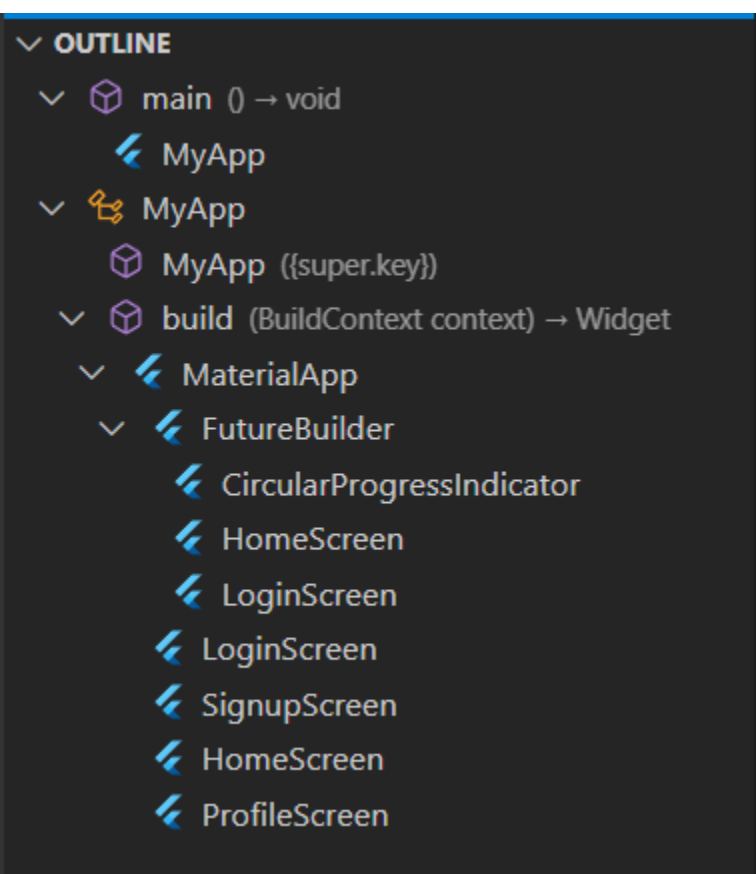 OUTLINE
main () → void
MyApp
MyApp
MyApp ({super.key})
build (BuildContext context) → Widget
MaterialApp
FutureBuilder
CircularProgressIndicator
HomeScreen
LoginScreen
LoginScreen
SignupScreen
HomeScreen
ProfileScreen